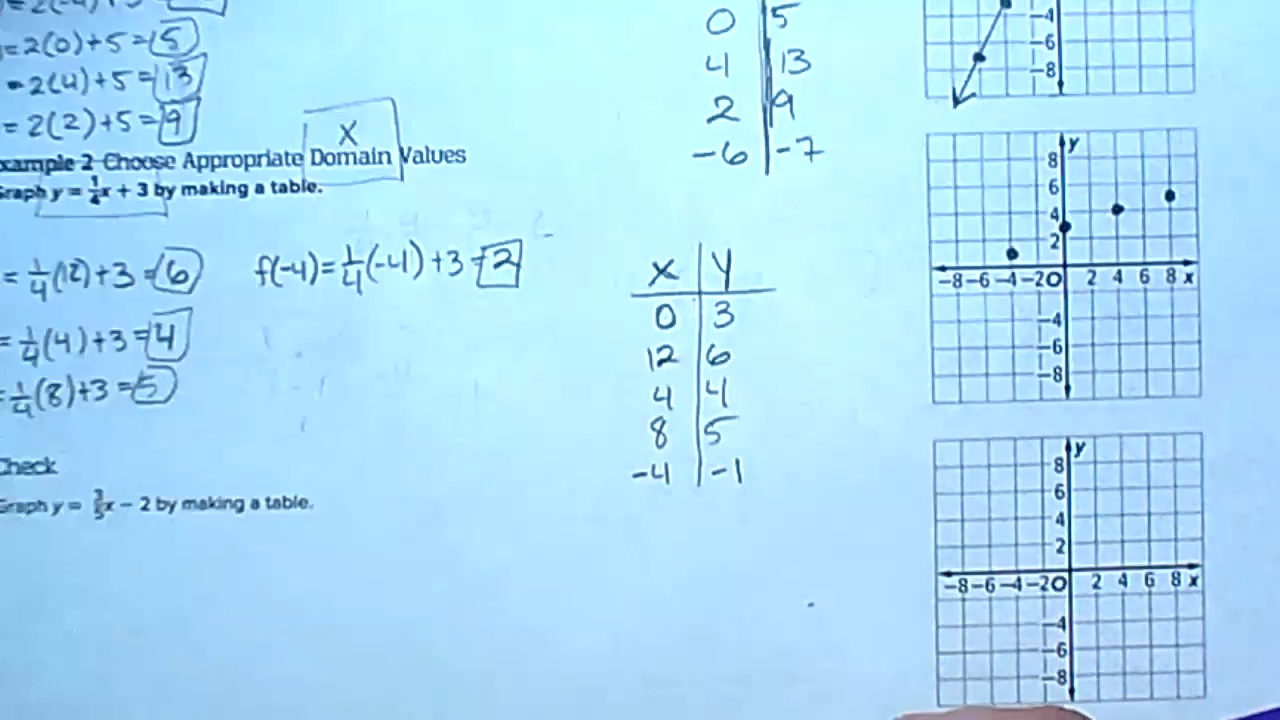 = 2(0)+5 = 5
= 2(4)+5 = 13
= 2(2)+5 = 9
0 5
4 13
2 9
-6 -7
-4
-6
-8
X
xample 2 Choose Appropriate Domain Values
Graph y = 1/4x + 3 by making a table.
= 1/4(12)+3 = 6
f(-4) = 1/4(-4)+3 = 2
= 1/4(4)+3 = 4
= 1/4(8)+3 = 5
X Y
0 3
12 6
4 4
8 5
-4 -1
y
8
6
4
2
-8 -6 -4 -2 O 2 4 6 8 x
-4
-6
-8
Check
Graph y = 3/5x - 2 by making a table.
y
8
6
4
2
-8 -6 -4 -2 O 2 4 6 8 x
-4
-6
-8